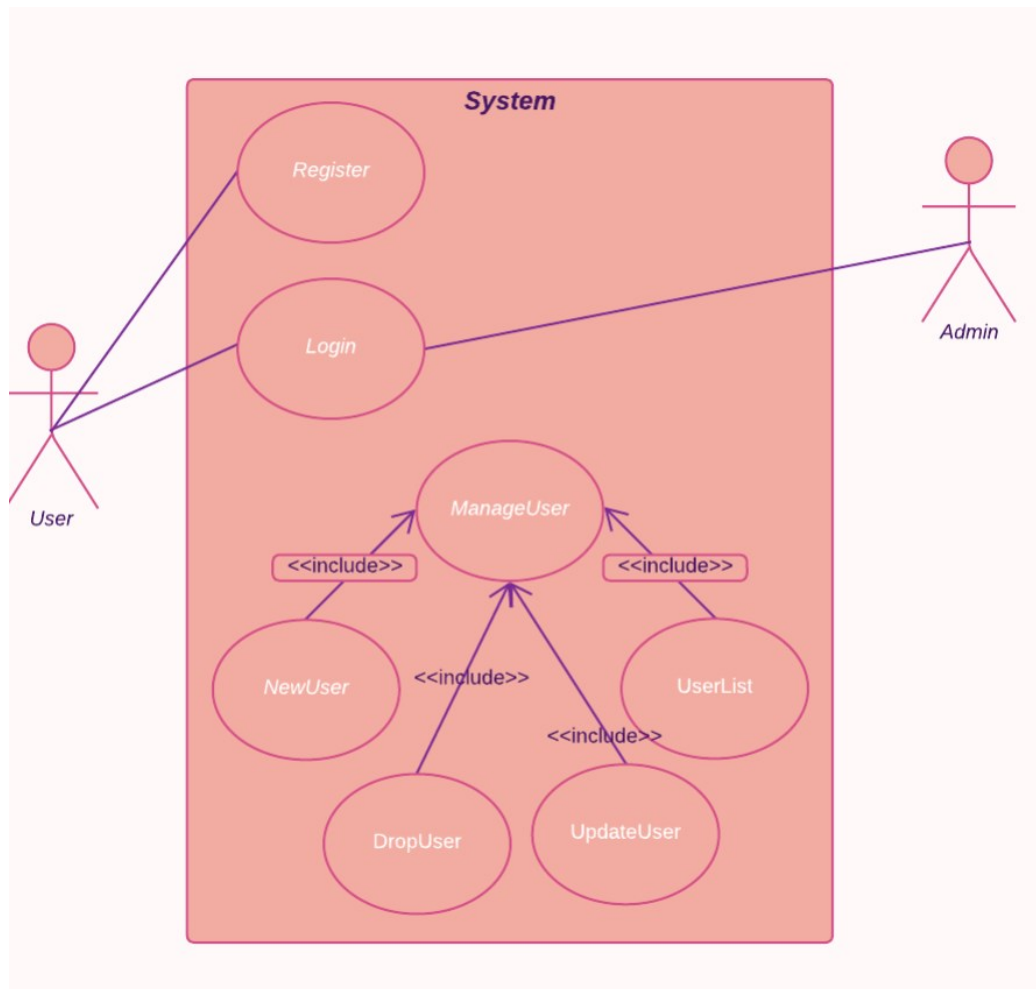 System
Register
Login
Admin
User
ManageUser
<<include>>
<<include>>
NewUser
<<include>>
UserList
<<include>>
DropUser
UpdateUser